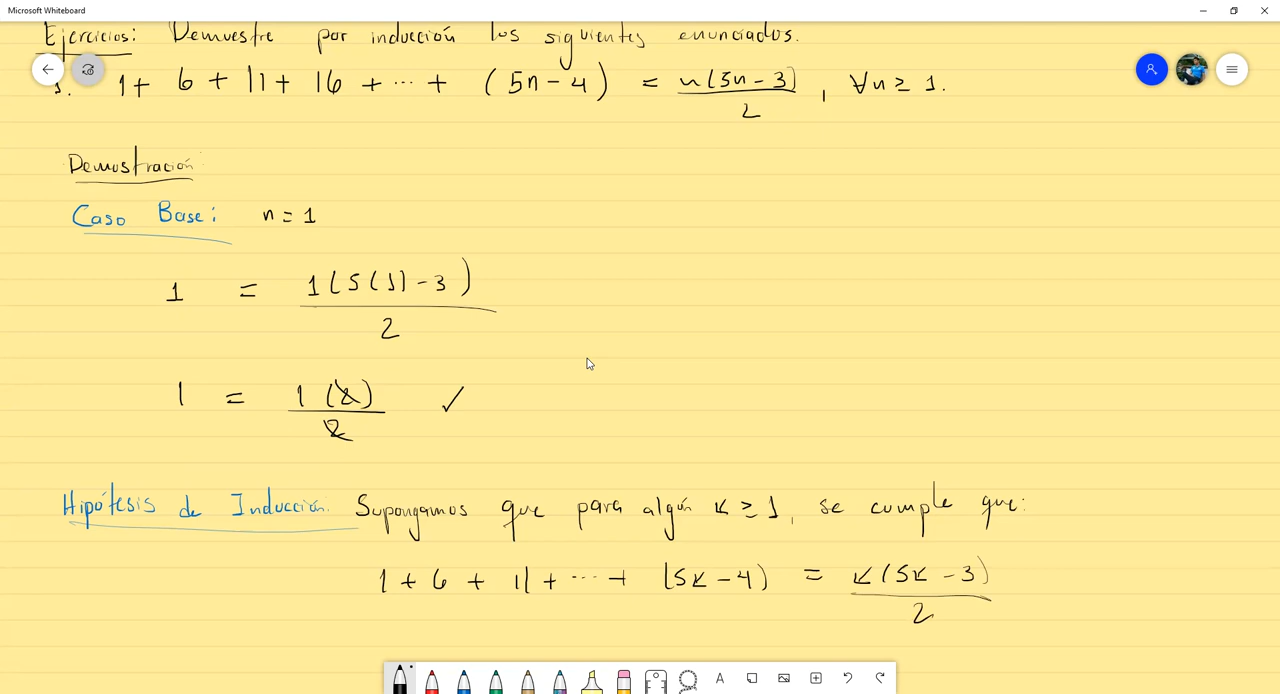 Microsoft Whiteboard
Ejercicios: Demuestre por inducción los siguientes enunciados.
1. 1 + 6 + 11 + 16 + ... + (5n - 4) = n(5n - 3)/2, ∀n ≥ 1.
Demostración
Caso Base: n = 1
1 = 1(5(1) - 3)/2
1 = 1(2)/2 ✓
Hipótesis de Inducción: Supongamos que para algún k ≥ 1, se cumple que:
1 + 6 + 11 + ... + (5k - 4) = k(5k - 3)/2
A